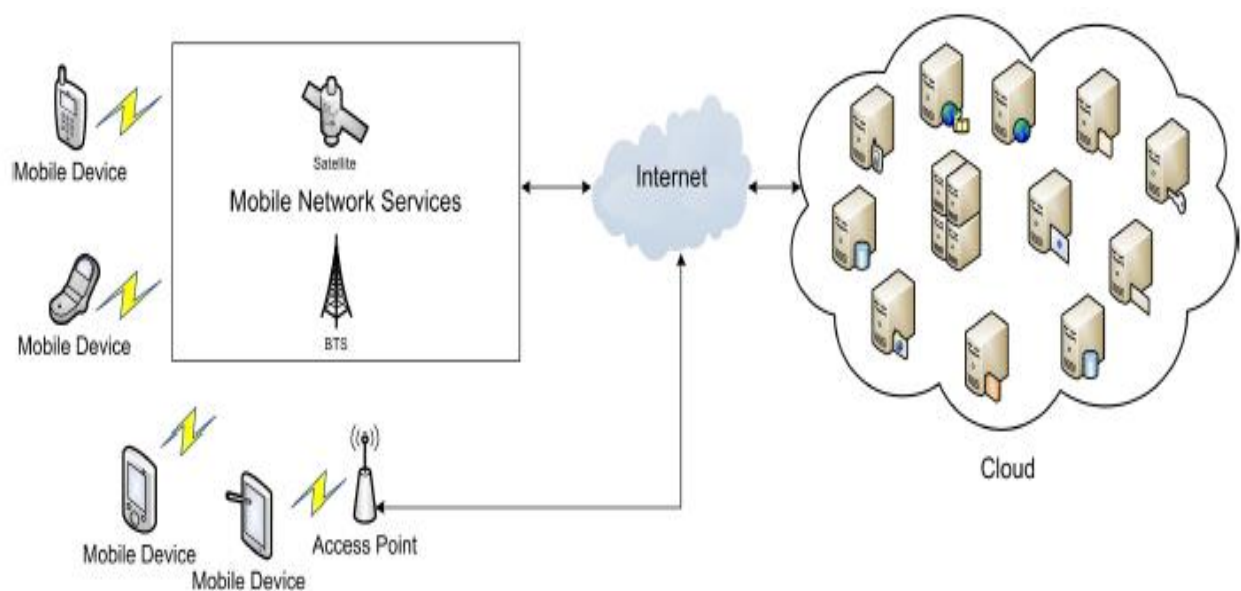 Mobile Device
Satellite
Mobile Network Services
Internet
Mobile Device
BTS
Cloud
Access Point
Mobile Device
Mobile Device